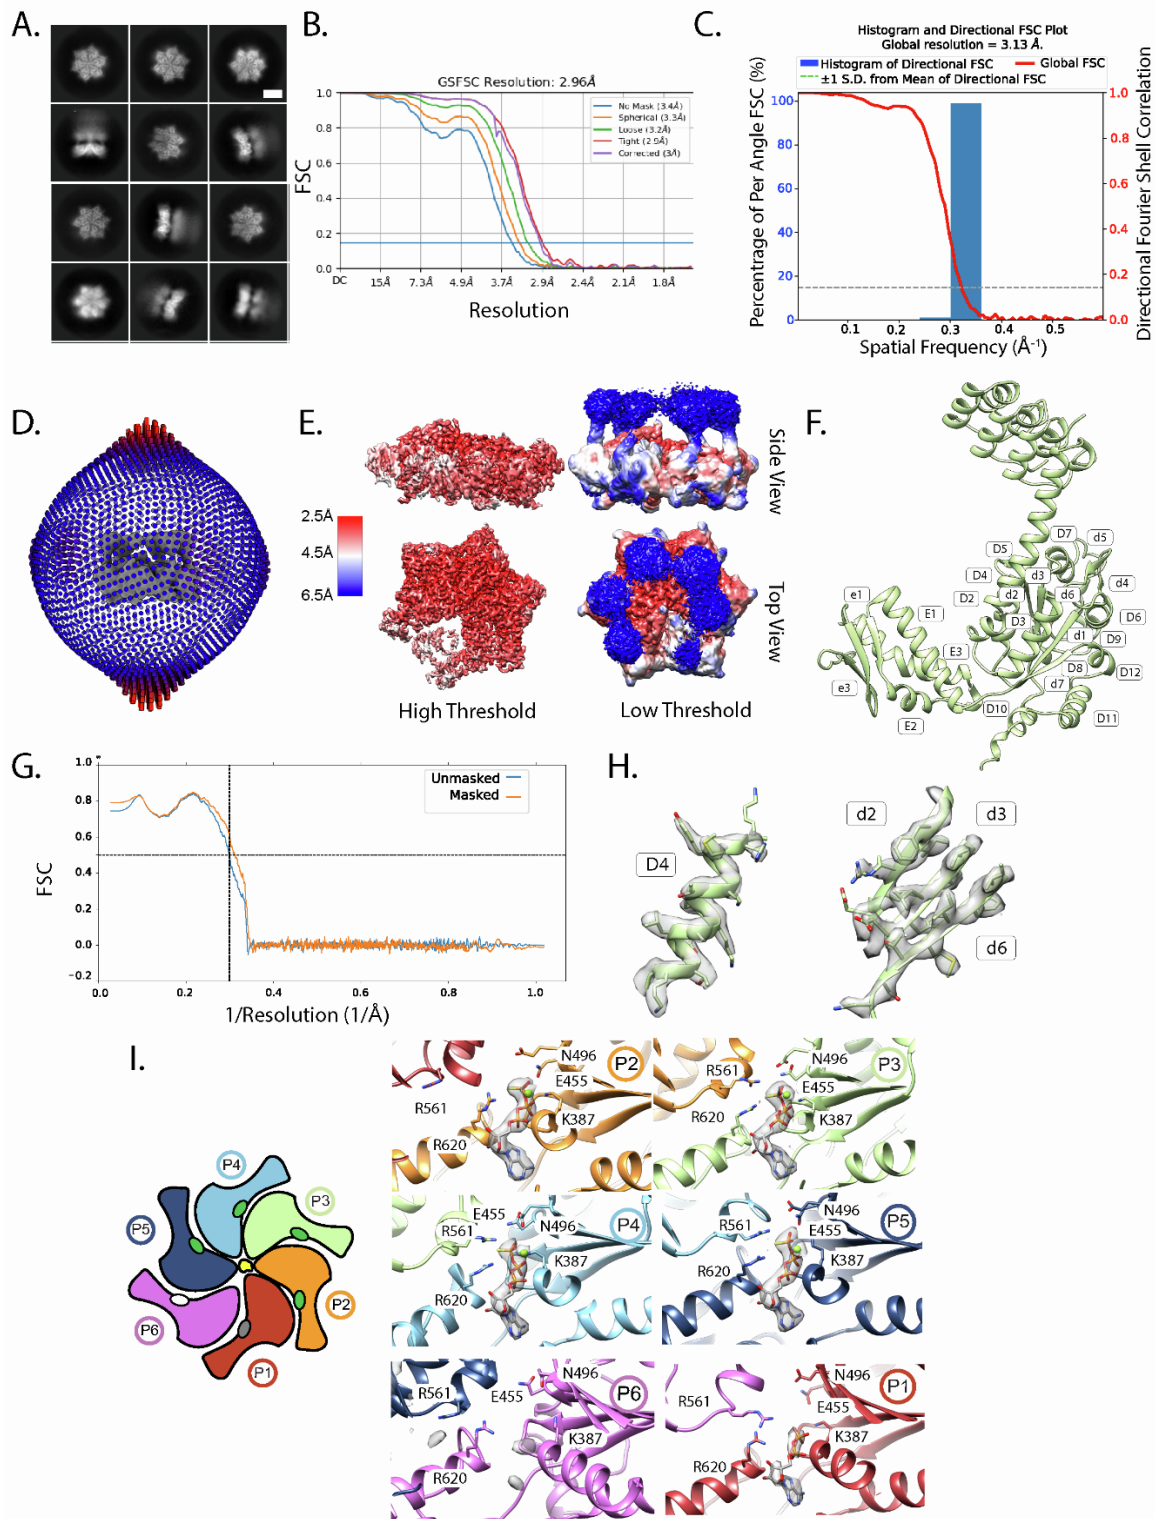 A.
B.
GSFSC Resolution: 2.96Å
1.0
0.8
0.6
0.4
0.2
0.0
FSC
No Mask (3.4Å)
Spherical (3.3Å)
Loose (3.2Å)
Tight (2.9Å)
Corrected (3Å)
DC
15Å
7.3Å
4.9Å
3.7Å
2.9Å
2.4Å
2.1Å
1.8Å
Resolution
C.
Histogram and Directional FSC Plot
Global resolution = 3.13 Å.
Histogram of Directional FSC
Global FSC
±1 S.D. from Mean of Directional FSC
Percentage of Per Angle FSC (%)
100
80
60
40
20
0
1.0
0.8
0.6
0.4
0.2
0.0
Directional Fourier Shell Correlation
0.1
0.2
0.3
0.4
0.5
Spatial Frequency (Å⁻¹)
D.
E.
2.5Å
4.5Å
6.5Å
Side View
Top View
High Threshold
Low Threshold
F.
D7
d5
D5
D4
d3
d4
e1
D2
d2
d6
E1
D3
D6
d1
E3
D9
D8
D12
e3
d7
D10
E2
D11
G.
1.0
0.8
0.6
0.4
0.0
−0.2
FSC
Unmasked
Masked
0.0
0.2
0.4
0.6
0.8
1.0
1/Resolution (1/Å)
H.
D4
d2
d3
d6
I.
P4
P3
P5
P2
P6
P1
N496
P2
E455
R561
K387
R620
N496
P3
R561
E455
R620
K387
E455
N496
P4
R561
K387
R620
N496
P5
R561
E455
R620
K387
N496
P6
R561
E455
K387
R620
N496
P1
R561
E455
K387
R620